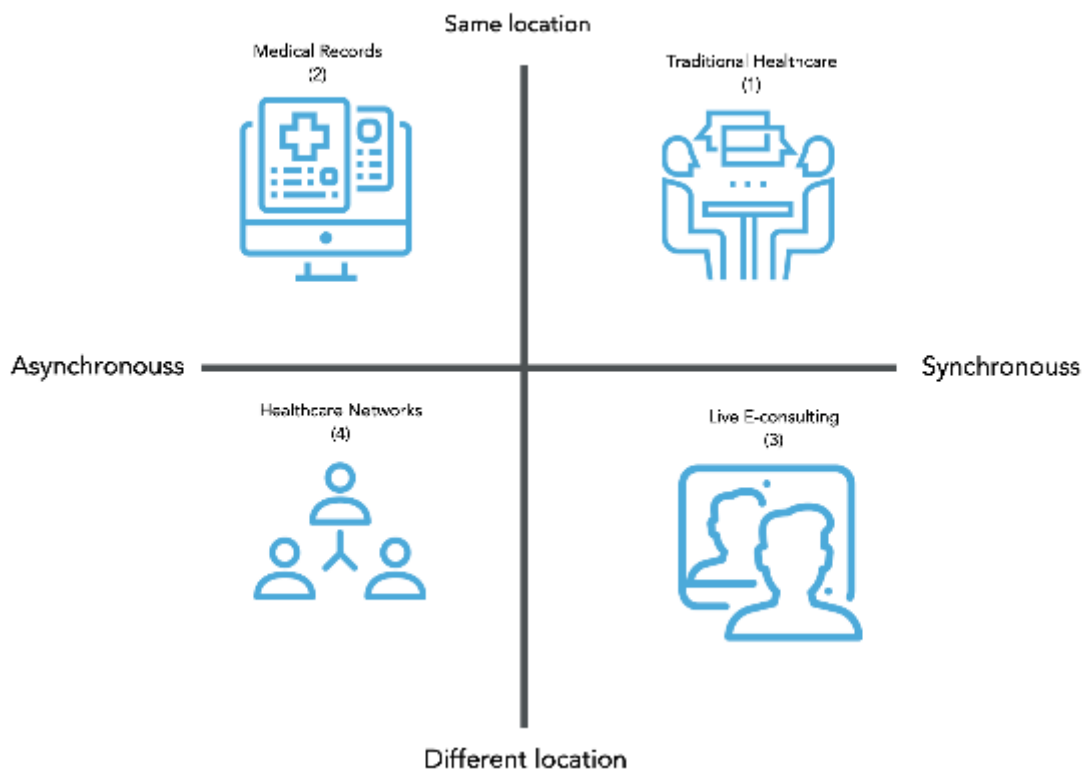 Same location
Medical Records
(2)
Traditional Healthcare
(1)
Asynchronouss
Synchronouss
Healthcare Networks
(4)
Live E-consulting
(3)
Different location